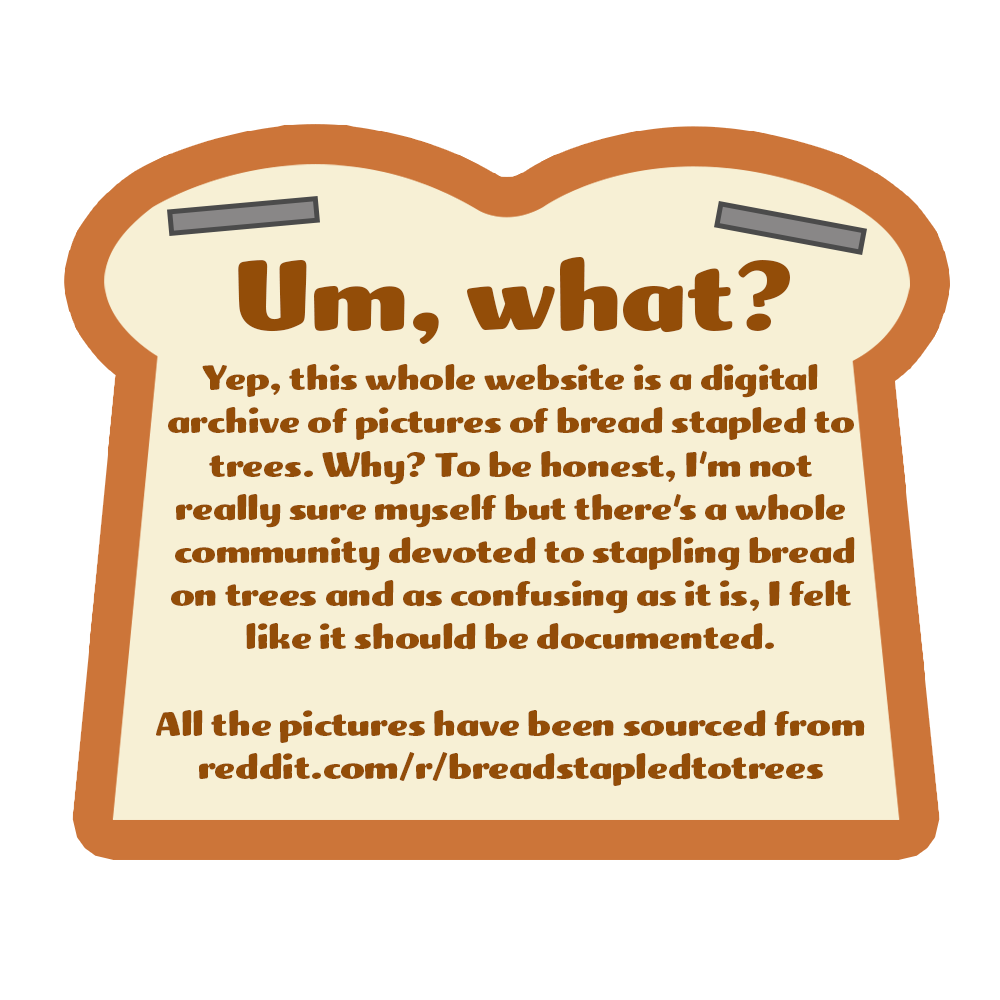 Um, what?
Yep, this whole website is a digital
archive of pictures of bread stapled to
trees. Why? To be honest, I'm not
really sure myself but there's a whole
community devoted to stapling bread
on trees and as confusing as it is, I felt
like it should be documented.
All the pictures have been sourced from
reddit.com/r/breadstapledtotrees